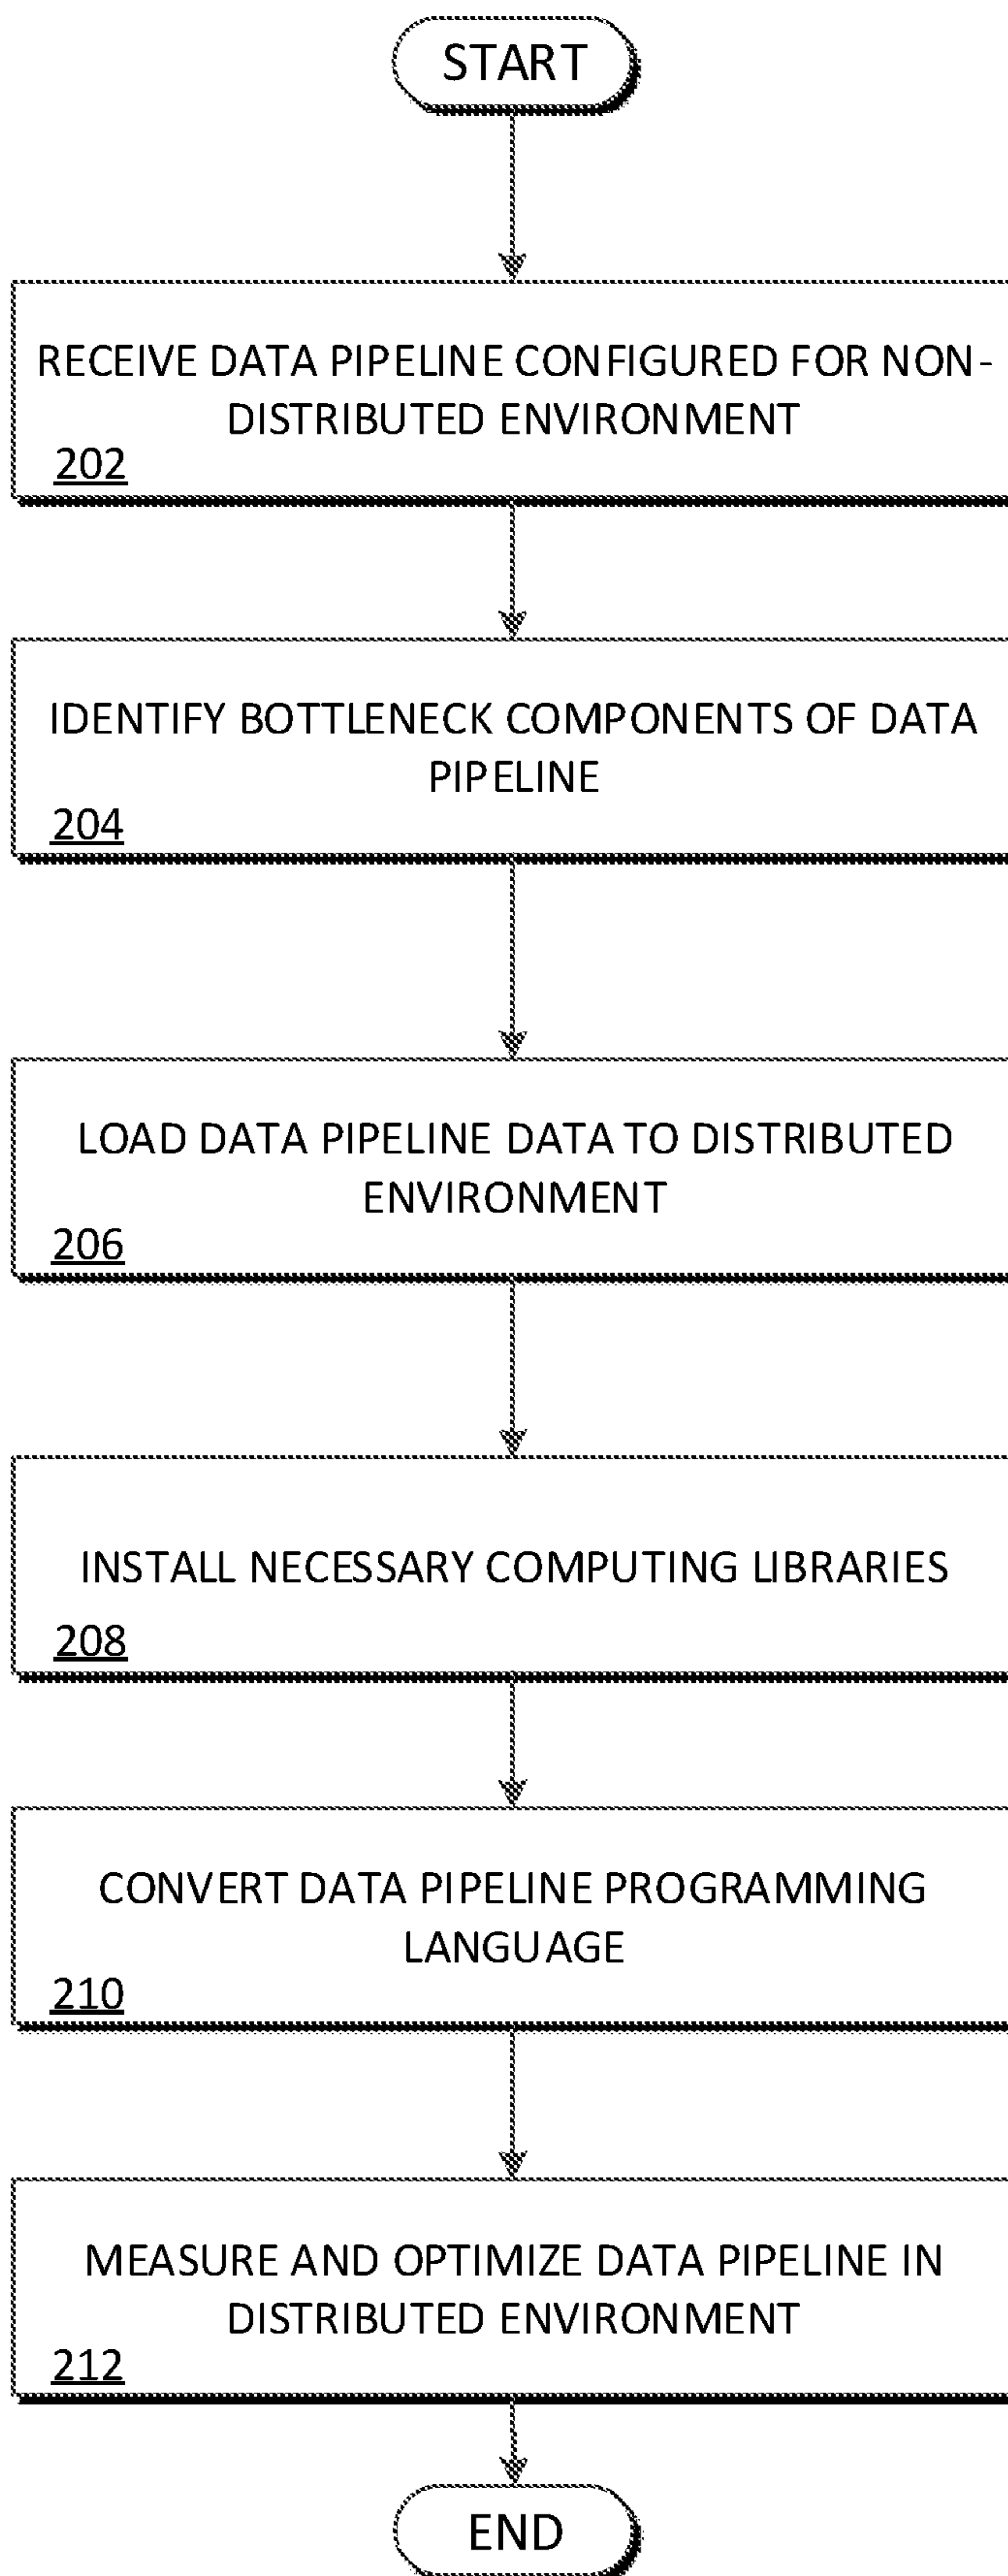 START
RECEIVE DATA PIPELINE CONFIGURED FOR NON-
DISTRIBUTED ENVIRONMENT
202
IDENTIFY BOTTLENECK COMPONENTS OF DATA
PIPELINE
204
LOAD DATA PIPELINE DATA TO DISTRIBUTED
ENVIRONMENT
206
INSTALL NECESSARY COMPUTING LIBRARIES
208
CONVERT DATA PIPELINE PROGRAMMING
LANGUAGE
210
MEASURE AND OPTIMIZE DATA PIPELINE IN
DISTRIBUTED ENVIRONMENT
212
END